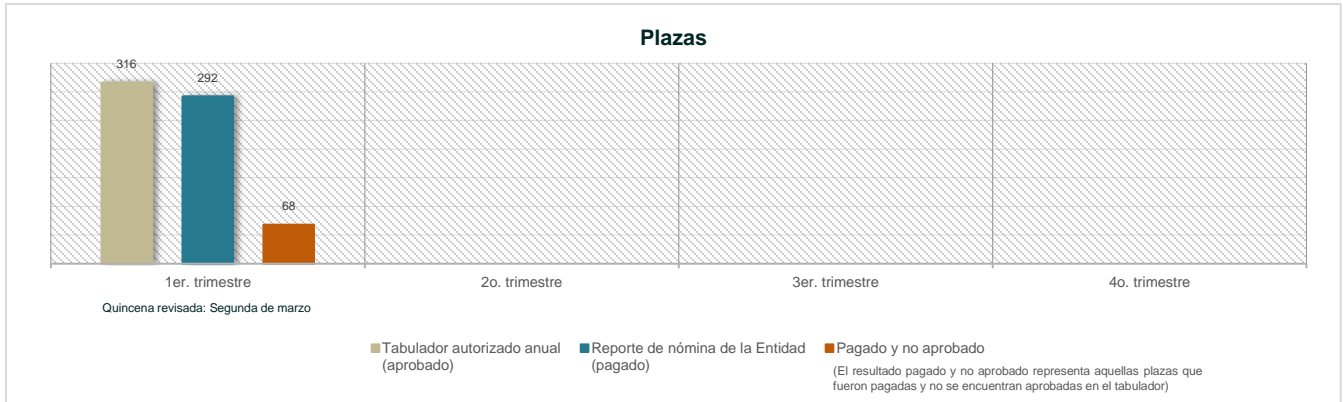 Plazas
316
292
68
1er. trimestre
2o. trimestre
3er. trimestre
4o. trimestre
Quincena revisada: Segunda de marzo
Tabulador autorizado anual
(aprobado)
Reporte de nómina de la Entidad
(pagado)
Pagado y no aprobado
(El resultado pagado y no aprobado representa aquellas plazas que
fueron pagadas y no se encuentran aprobadas en el tabulador)